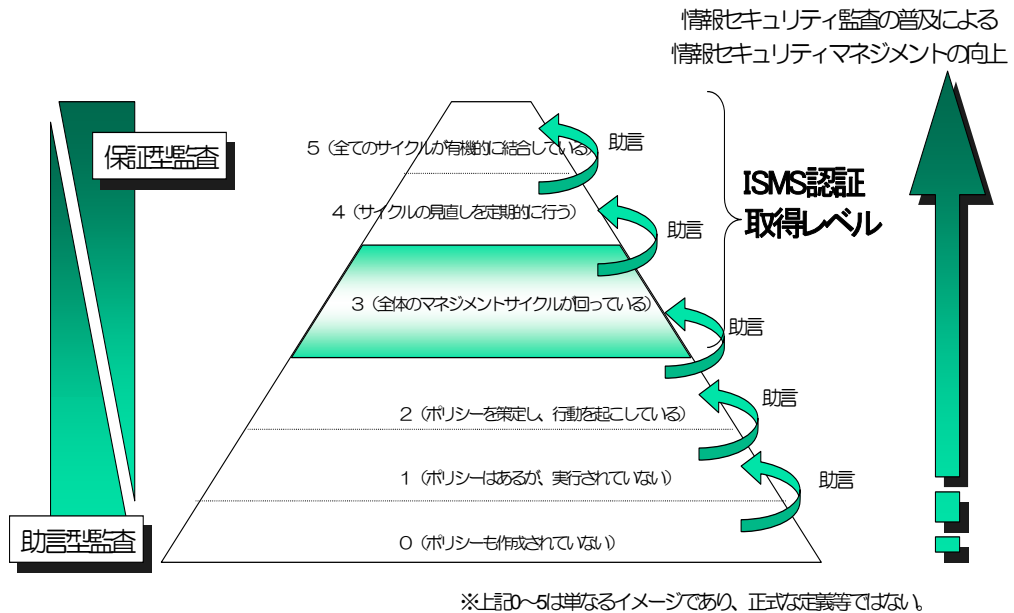 情報セキュリティ監査の普及による
情報セキュリティマネジメントの向上
保証型監査
5（全てのサイクルが有機的に結合している）
助言
ISMS認証
取得レベル
4（サイクルの見直しを定期的に行う）
助言
3（全体のマネジメントサイクルが回っている）
助言
2（ポリシーを策定し、行動を起こしている）
助言
1（ポリシーはあるが、実行されていない）
助言
助言型監査
0（ポリシーも作成されていない）
※上記0～5は単なるイメージであり、正式な定義等ではない。